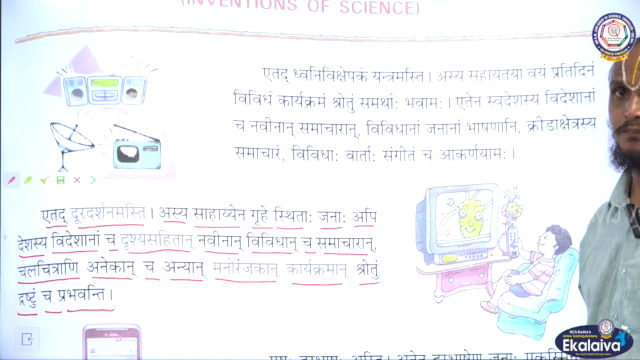 (INVENTIONS OF SCIENCE)
एतद् ध्वनिविक्षेपकं यन्त्रमस्ति। अस्य सहायतया वयं प्रतिदिनं
विविधं कार्यक्रमं श्रोतुं समर्थाः भवामः। एतेन स्वदेशस्य विदेशानां
च नवीनान् समाचारान्, विविधानां जनानां भाषणानि, क्रीडाक्षेत्रस्य
समाचारं, विविधाः वार्ताः संगीतं च आकर्णयामः।
एतद् दूरदर्शनमस्ति। अस्य साहाय्येन गृहे स्थिताः जनाः अपि
देशस्य विदेशानां च दृश्यसहितान् नवीनान् विविधान् च समाचारान्,
चलचित्राणि अनेकान् च अन्यान् मनोरंजकान् कार्यक्रमान् श्रोतुं
द्रष्टुं च प्रभवन्ति।
Ekalaiva